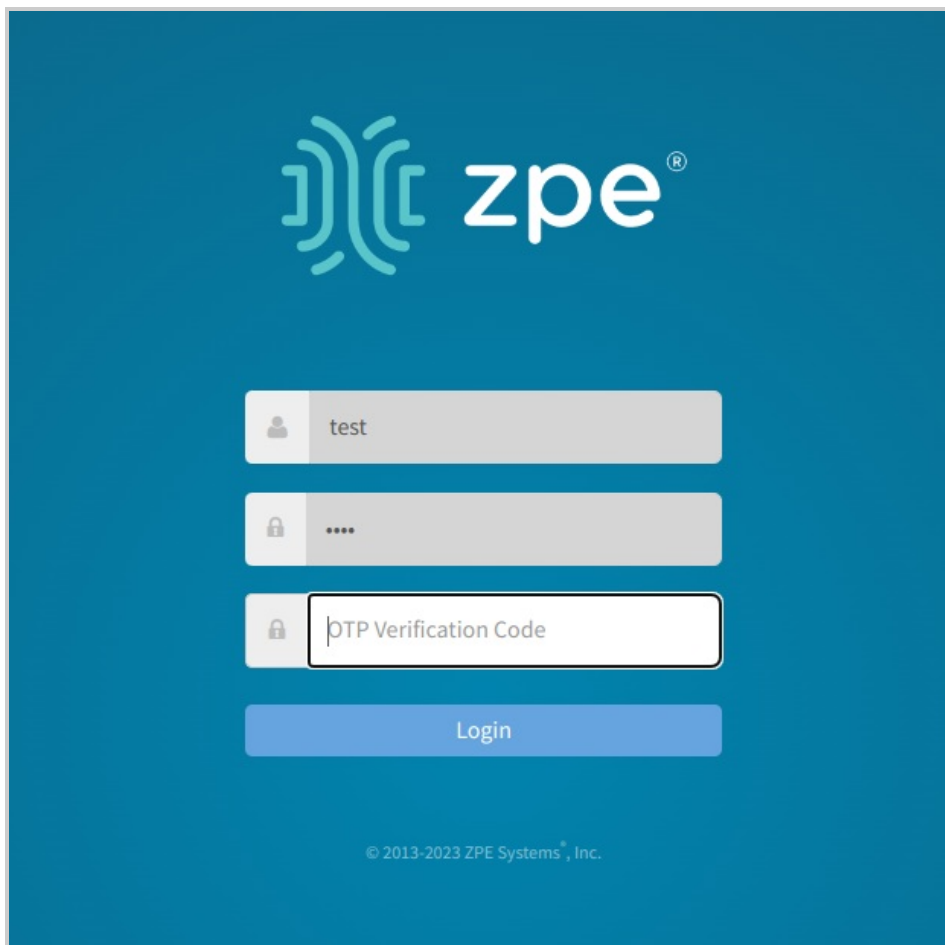 zpe®
test
••••
OTP Verification Code
Login
© 2013-2023 ZPE Systems®, Inc.